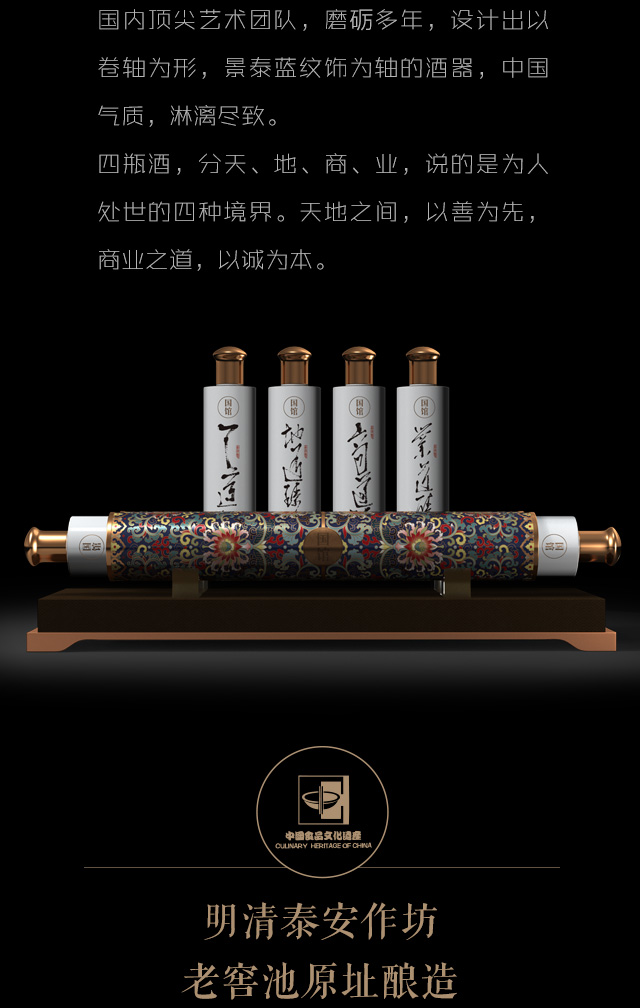 国内顶尖艺术团队，磨砺多年，设计出以
卷轴为形，景泰蓝纹饰为轴的酒器，中国
气质，淋漓尽致。
四瓶酒，分天、地、商、业，说的是为人
处世的四种境界。天地之间，以善为先，
商业之道，以诚为本。
国馆
国馆
国馆
国馆
国馆
国馆
中國食品文化遗产
CULINARY HERITAGE OF CHINA
明清泰安作坊
老窖池原址酿造